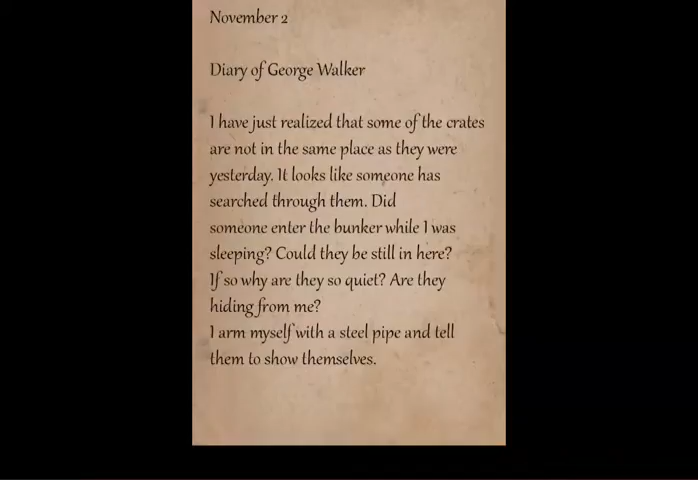 November 2
Diary of George Walker
I have just realized that some of the crates
are not in the same place as they were
yesterday. It looks like someone has
searched through them. Did
someone enter the bunker while I was
sleeping? Could they be still in here?
If so why are they so quiet? Are they
hiding from me?
I arm myself with a steel pipe and tell
them to show themselves.